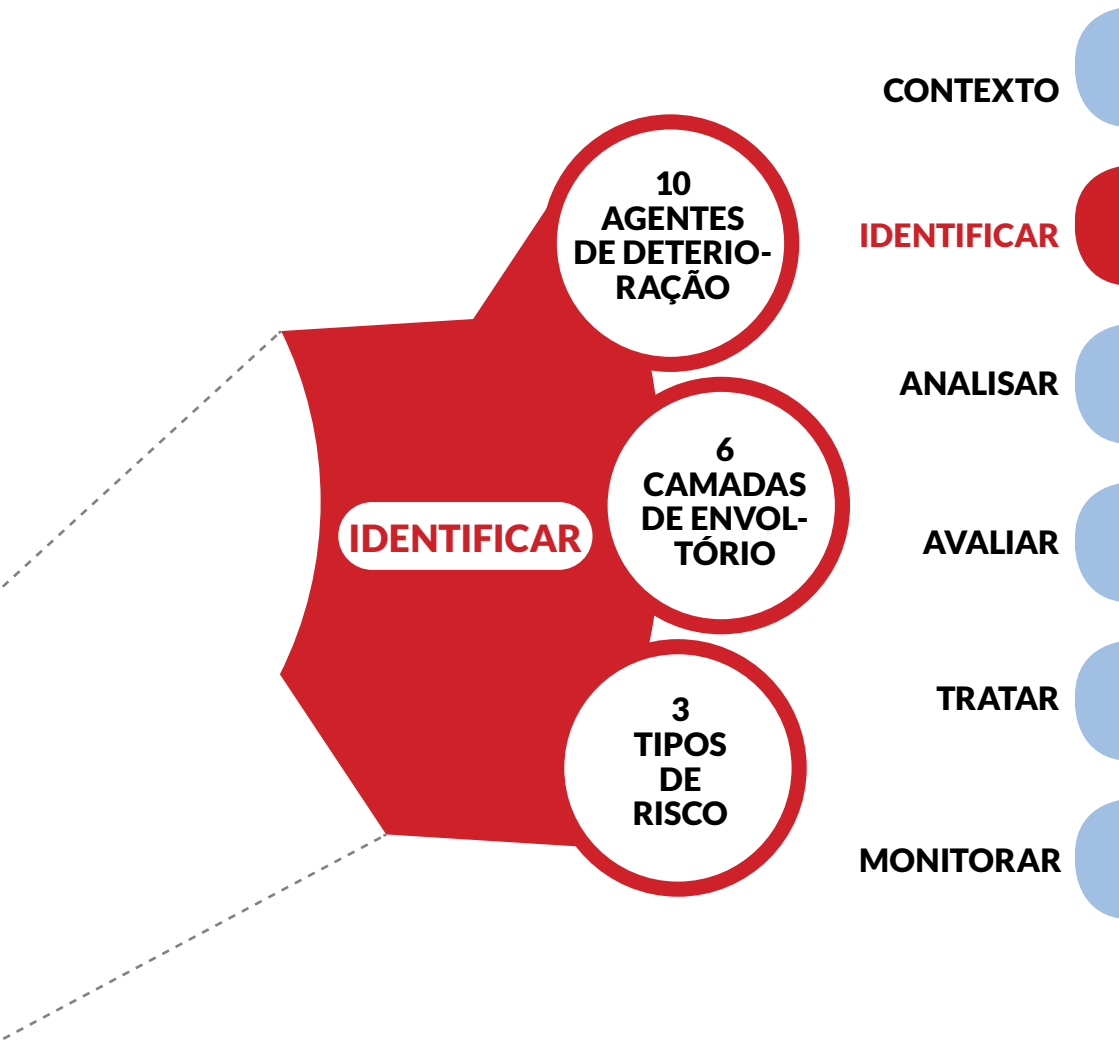 10
AGENTES
DE DETERIO-
RAÇÃO
6
CAMADAS
DE ENVOL-
TÓRIO
IDENTIFICAR
3
TIPOS
DE
RISCO
CONTEXTO
IDENTIFICAR
ANALISAR
AVALIAR
TRATAR
MONITORAR